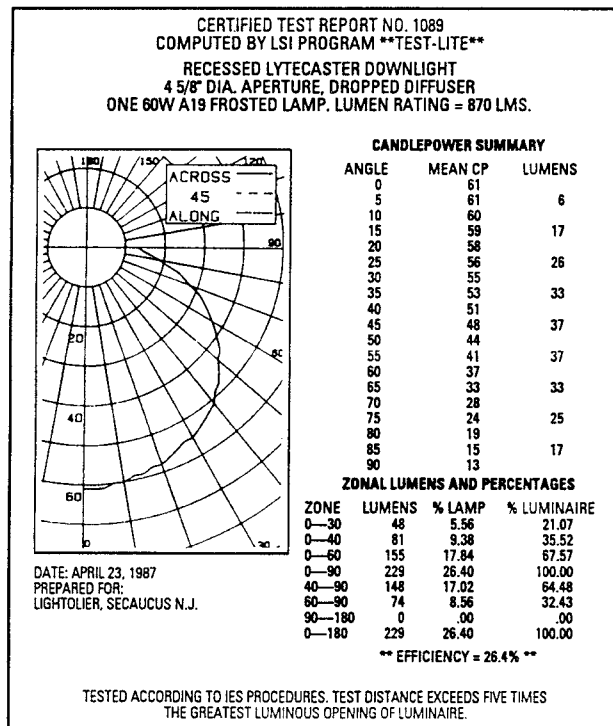 CERTIFIED TEST REPORT NO. 1089
COMPUTED BY LSI PROGRAM **TEST-LITE**
RECESSED LYTECASTER DOWNLIGHT
4 5/8" DIA. APERTURE, DROPPED DIFFUSER
ONE 60W A19 FROSTED LAMP. LUMEN RATING = 870 LMS.
180 150 120
ACROSS
45
ALONG
90
20
60
40
60
0 30
DATE: APRIL 23, 1987
PREPARED FOR:
LIGHTOLIER, SECAUCUS N.J.
CANDLEPOWER SUMMARY
ANGLE MEAN CP LUMENS
0 61
5 61 6
10 60
15 59 17
20 58
25 56 26
30 55
35 53 33
40 51
45 48 37
50 44
55 41 37
60 37
65 33 33
70 28
75 24 25
80 19
85 15 17
90 13
ZONAL LUMENS AND PERCENTAGES
ZONE LUMENS % LAMP % LUMINAIRE
0—30 48 5.56 21.07
0—40 81 9.38 35.52
0—60 155 17.84 67.57
0—90 229 26.40 100.00
40—90 148 17.02 64.48
60—90 74 8.56 32.43
90—180 0 .00 .00
0—180 229 26.40 100.00
** EFFICIENCY = 26.4% **
TESTED ACCORDING TO IES PROCEDURES. TEST DISTANCE EXCEEDS FIVE TIMES
THE GREATEST LUMINOUS OPENING OF LUMINAIRE.